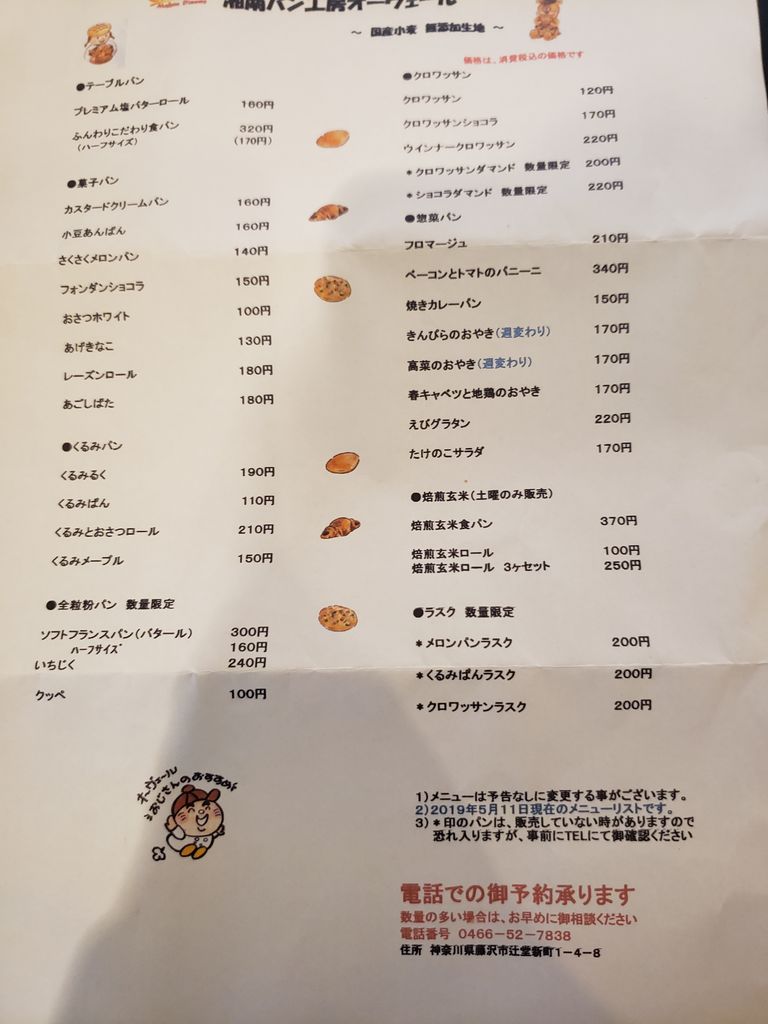 湘南パン工房オーヴェール
～ 国産小麦 無添加生地 ～
価格は、消費税込の価格です
●テーブルパン
プレミアム塩バターロール 160円
ふんわりこだわり食パン 320円
(ハーフサイズ) (170円)
●菓子パン
カスタードクリームパン 160円
小豆あんぱん 160円
さくさくメロンパン 140円
フォンダンショコラ 150円
おさつホワイト 100円
あげきなこ 130円
レーズンロール 180円
あごしばた 180円
●くるみパン
くるみるく 190円
くるみぱん 110円
くるみとおさつロール 210円
くるみメープル 150円
●全粒粉パン 数量限定
ソフトフランスパン(バタール) 300円
ハーフサイズ 160円
いちじく 240円
クッペ 100円
●クロワッサン
クロワッサン 120円
クロワッサンショコラ 170円
ウインナークロワッサン 220円
＊クロワッサンダマンド 数量限定 200円
＊ショコラダマンド 数量限定 220円
●惣菜パン
フロマージュ 210円
ベーコンとトマトのパニーニ 340円
焼きカレーパン 150円
きんぴらのおやき(週変わり) 170円
高菜のおやき(週変わり) 170円
春キャベツと地鶏のおやき 170円
えびグラタン 220円
たけのこサラダ 170円
●焙煎玄米(土曜のみ販売)
焙煎玄米食パン 370円
焙煎玄米ロール 100円
焙煎玄米ロール 3ヶセット 250円
●ラスク 数量限定
＊メロンパンラスク 200円
＊くるみぱんラスク 200円
＊クロワッサンラスク 200円
オーヴェール
おじさんのおすすめ
1)メニューは予告なしに変更する事がございます。
2)2019年5月11日現在のメニューリストです。
3)＊印のパンは、販売していない時がありますので
恐れ入りますが、事前にTELにて御確認ください
電話での御予約承ります
数量の多い場合は、お早めに御相談ください
電話番号 0466－52－7838
住所 神奈川県藤沢市辻堂新町1－4－8